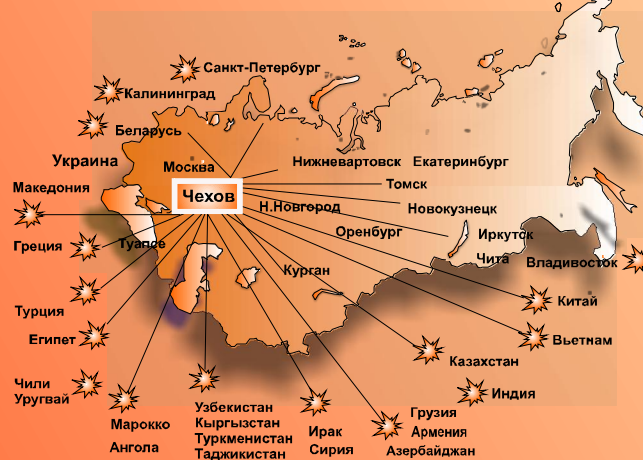 Санкт-Петербург
Калининград
Беларусь
Украина
Москва
Нижневартовск Екатеринбург
Македония
Чехов
Томск
Н.Новгород
Новокузнецк
Греция
Туапсе
Оренбург
Иркутск
Чита
Владивосток
Курган
Турция
Китай
Египет
Вьетнам
Казахстан
Чили
Уругвай
Индия
Марокко
Ангола
Узбекистан
Кыргызстан
Туркменистан
Таджикистан
Ирак
Сирия
Грузия
Армения
Азербайджан